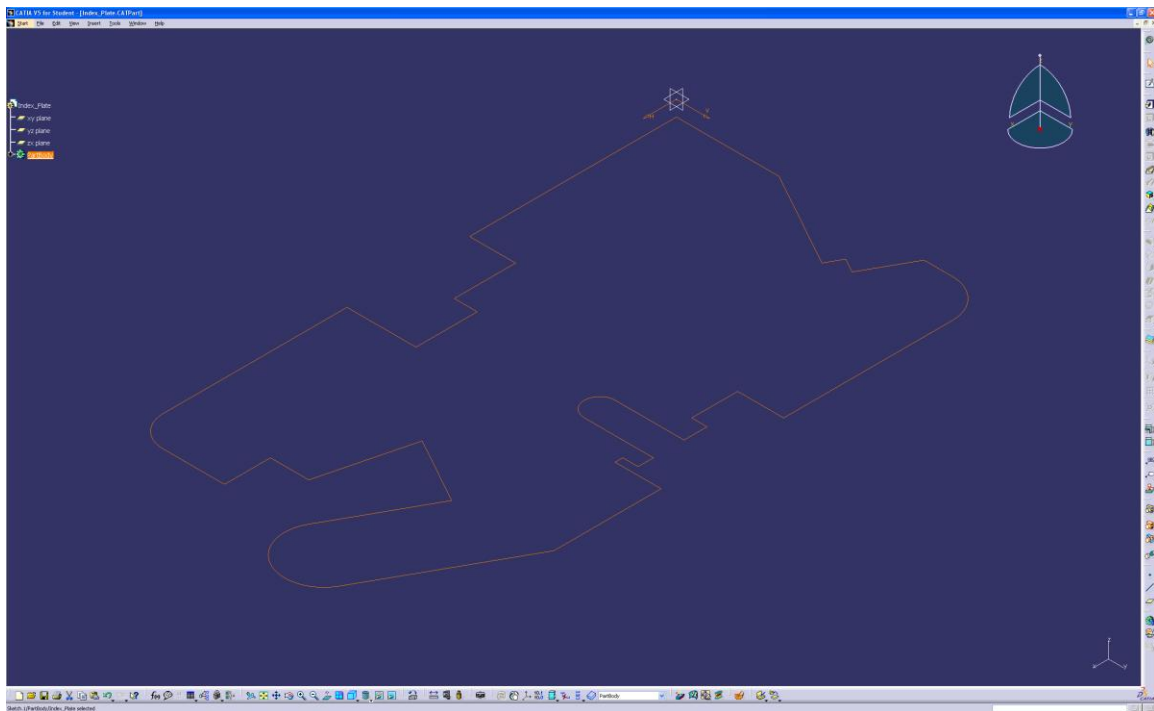 CATIA V5 for Student - [Index_Plate.CATPart]
Start File Edit View Insert Tools Window Help
Index_Plate
xy plane
yz plane
zx plane
PartBody
z
x
y
PartBody
Sketch.1/PartBody/Index_Plate selected